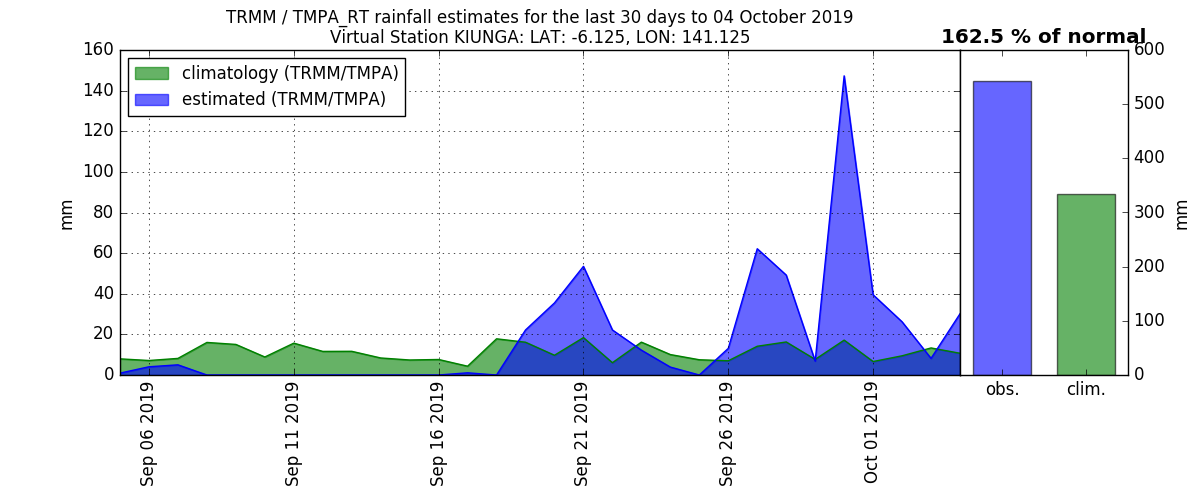 TRMM / TMPA_RT rainfall estimates for the last 30 days to 04 October 2019
Virtual Station KIUNGA: LAT: -6.125, LON: 141.125
162.5 % of normal
climatology (TRMM/TMPA)
estimated (TRMM/TMPA)
160
140
120
100
80
60
40
20
0
mm
Sep 06 2019
Sep 11 2019
Sep 16 2019
Sep 21 2019
Sep 26 2019
Oct 01 2019
600
500
400
300
200
100
0
mm
obs.
clim.